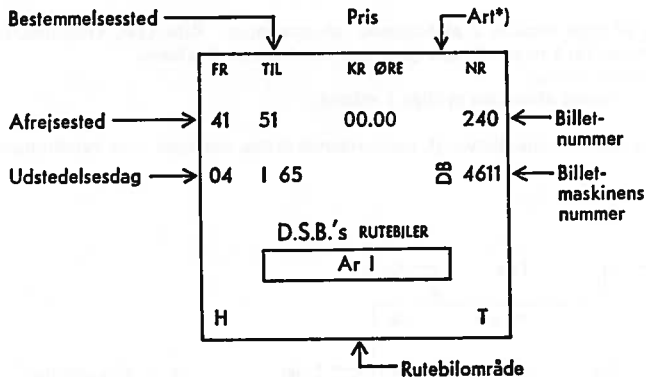 Bestemmelsessted Pris Art*)
FR TIL KR ØRE NR
Afrejsested 41 51 00.00 240 Billet-
nummer
Udstedelsesdag 04 I 65 DB 4611 Billet-
maskinens
nummer
D.S.B.'s RUTEBILER
Ar I
H T
Rutebilområde